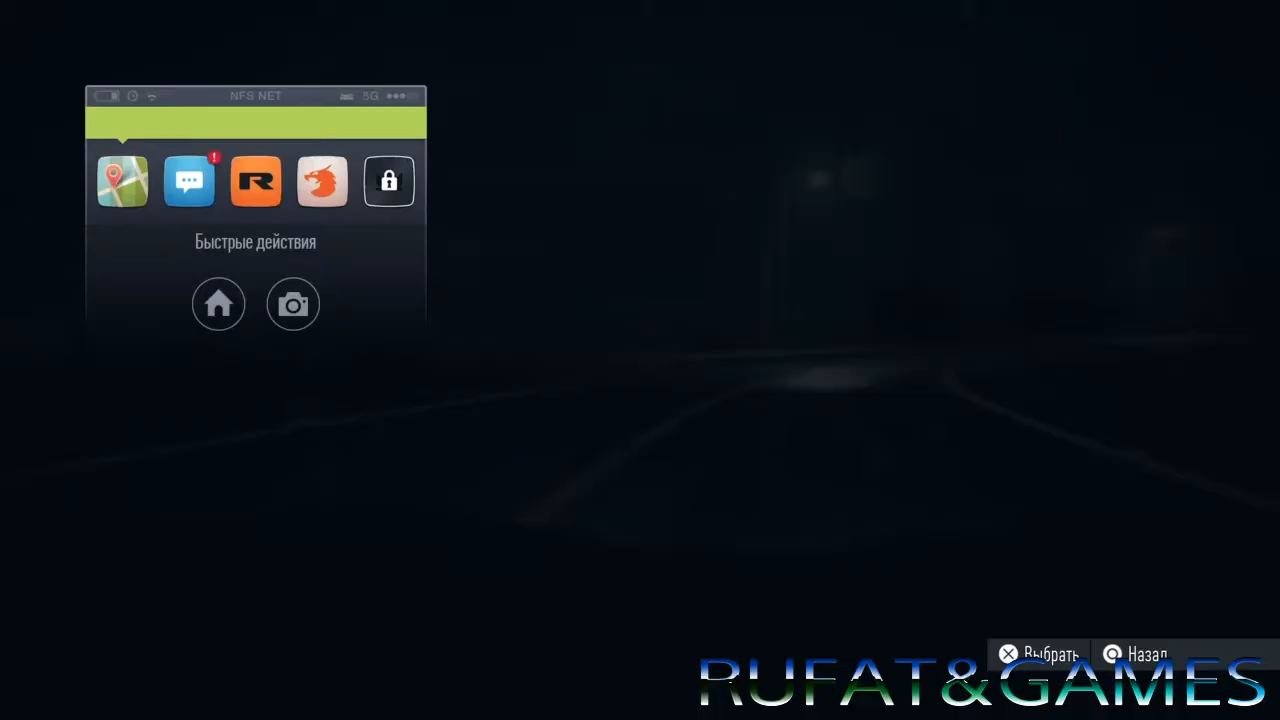 NFS NET
5G
!
R
Быстрые действия
Выбрать
Назад
RUFAT&GAMES